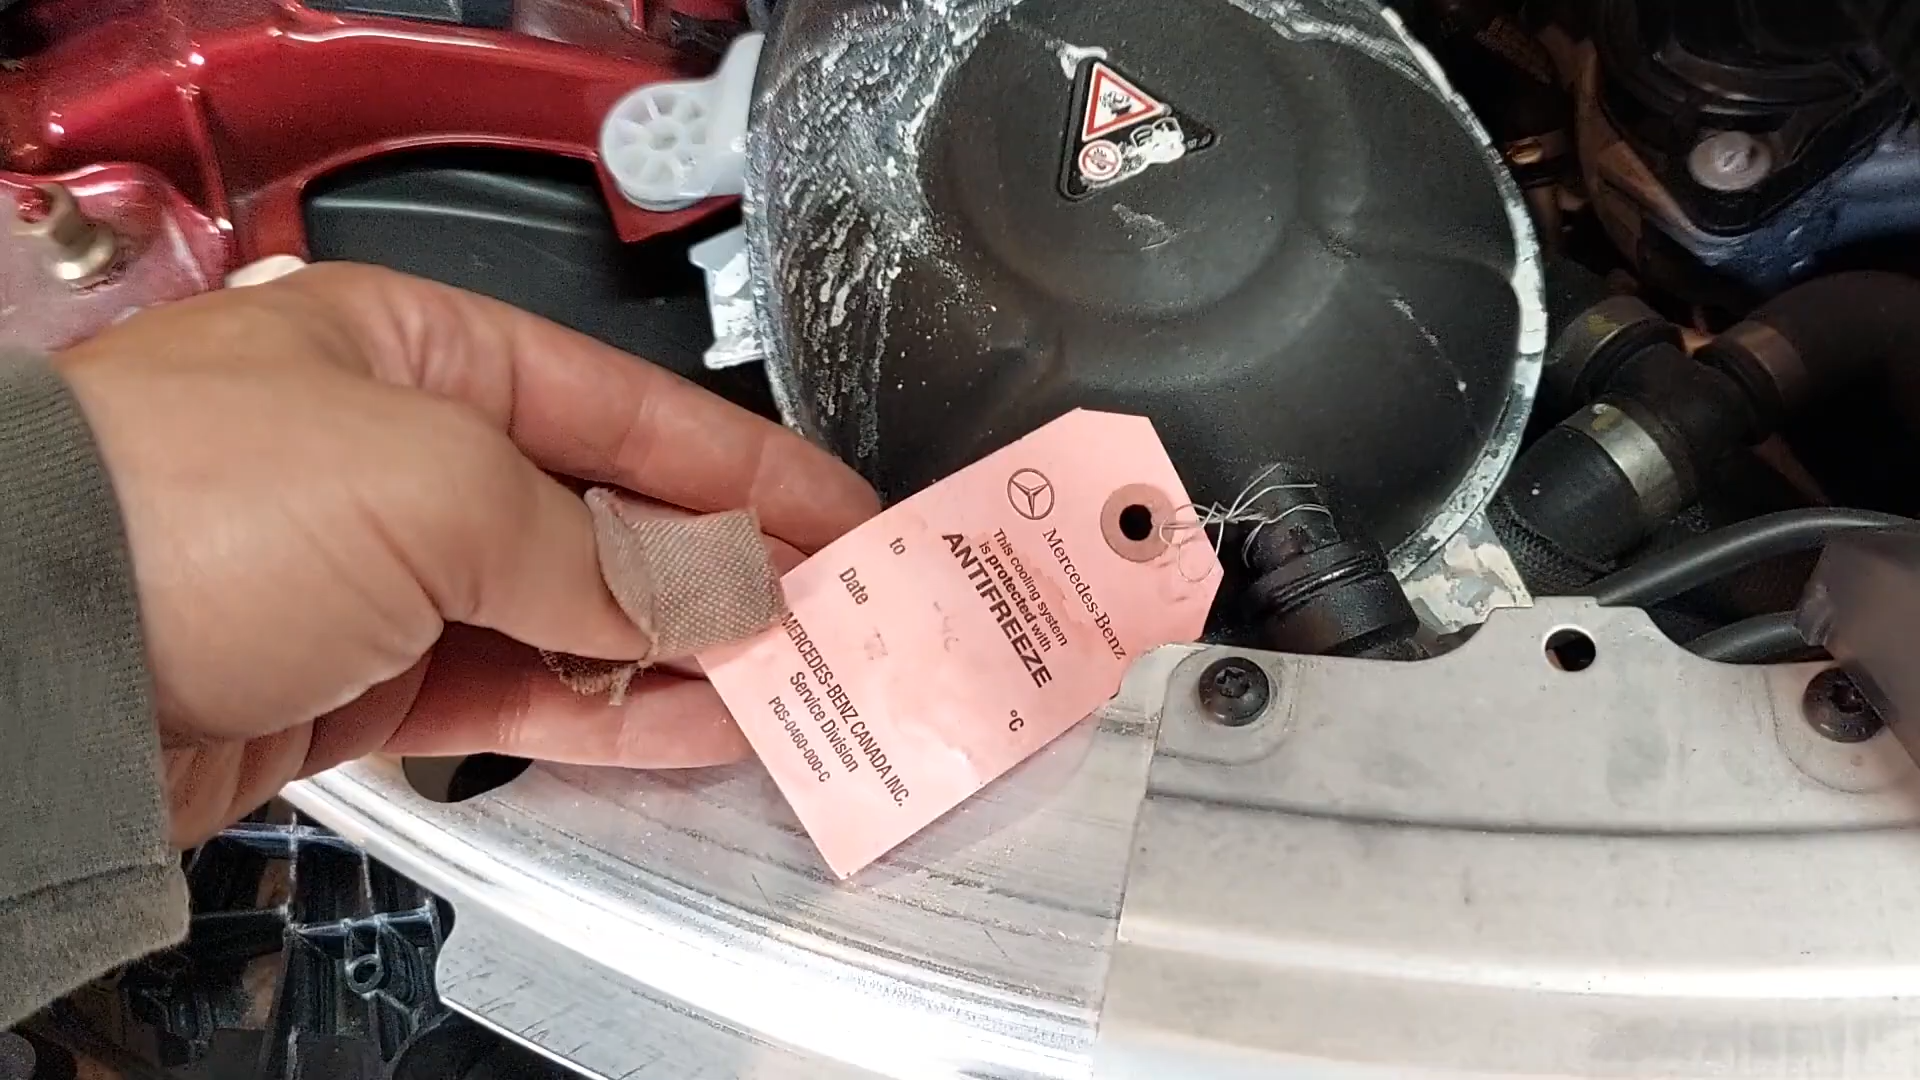 Mercedes-Benz
This cooling system
is protected with
ANTIFREEZE
to
°C
Date
MERCEDES-BENZ CANADA INC.
Service Division
PQS-0460-000-C